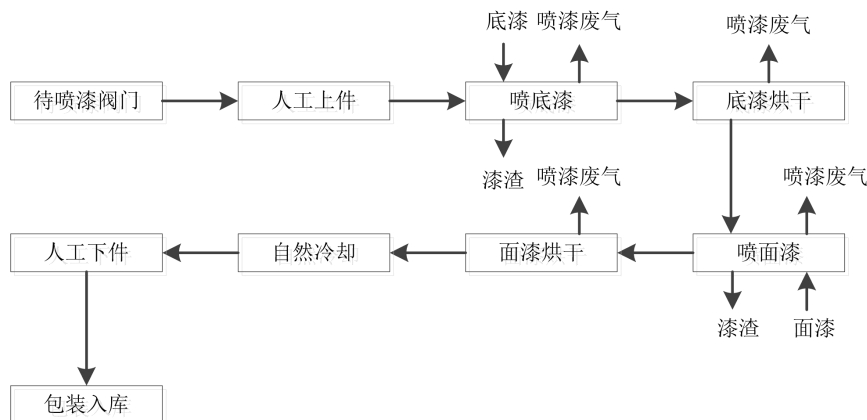 底漆 喷漆废气 喷漆废气
待喷漆阀门 人工上件 喷底漆 底漆烘干
漆渣 喷漆废气 喷漆废气
人工下件 自然冷却 面漆烘干 喷面漆
漆渣 面漆
包装入库